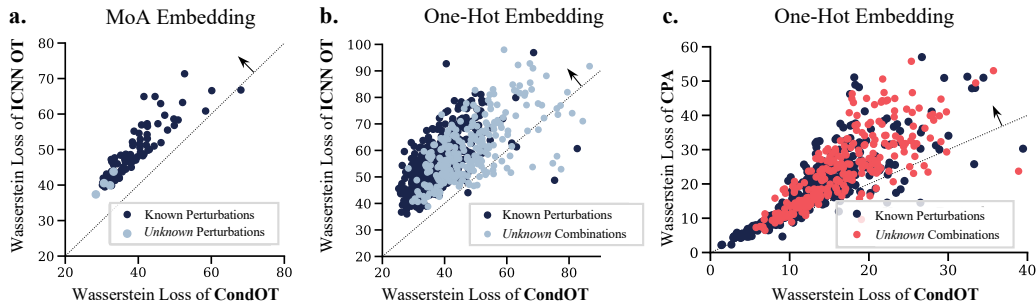 a. MoA Embedding
Wasserstein Loss of ICNN OT
80
70
60
50
40
30
20
20 40 60 80
Known Perturbations
Unknown Perturbations
Wasserstein Loss of CondOT
b. One-Hot Embedding
Wasserstein Loss of ICNN OT
100
90
80
70
60
50
40
30
20
20 40 60 80
Known Perturbations
Unknown Combinations
Wasserstein Loss of CondOT
c. One-Hot Embedding
Wasserstein Loss of CPA
60
50
40
30
20
10
0
0 10 20 30 40
Known Perturbations
Unknown Combinations
Wasserstein Loss of CondOT